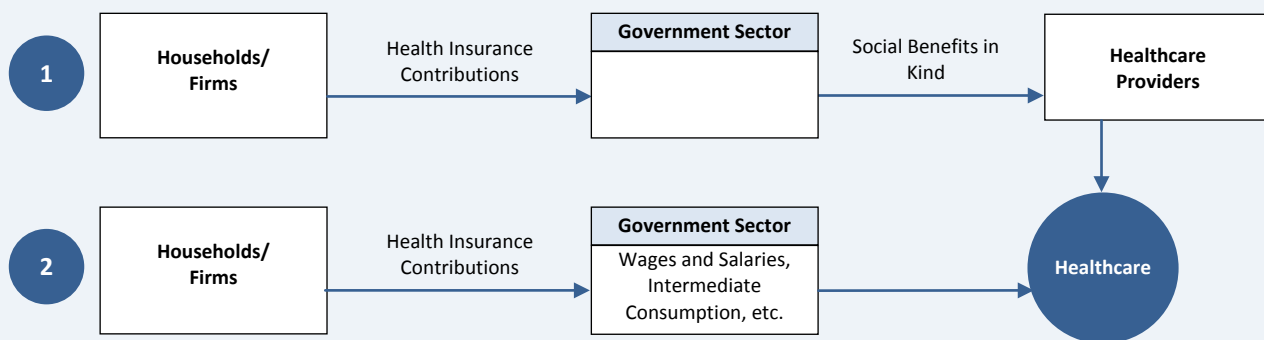 1
Households/
Firms
Health Insurance
Contributions
Government Sector
Social Benefits in
Kind
Healthcare
Providers
2
Households/
Firms
Health Insurance
Contributions
Government Sector
Wages and Salaries,
Intermediate
Consumption, etc.
Healthcare